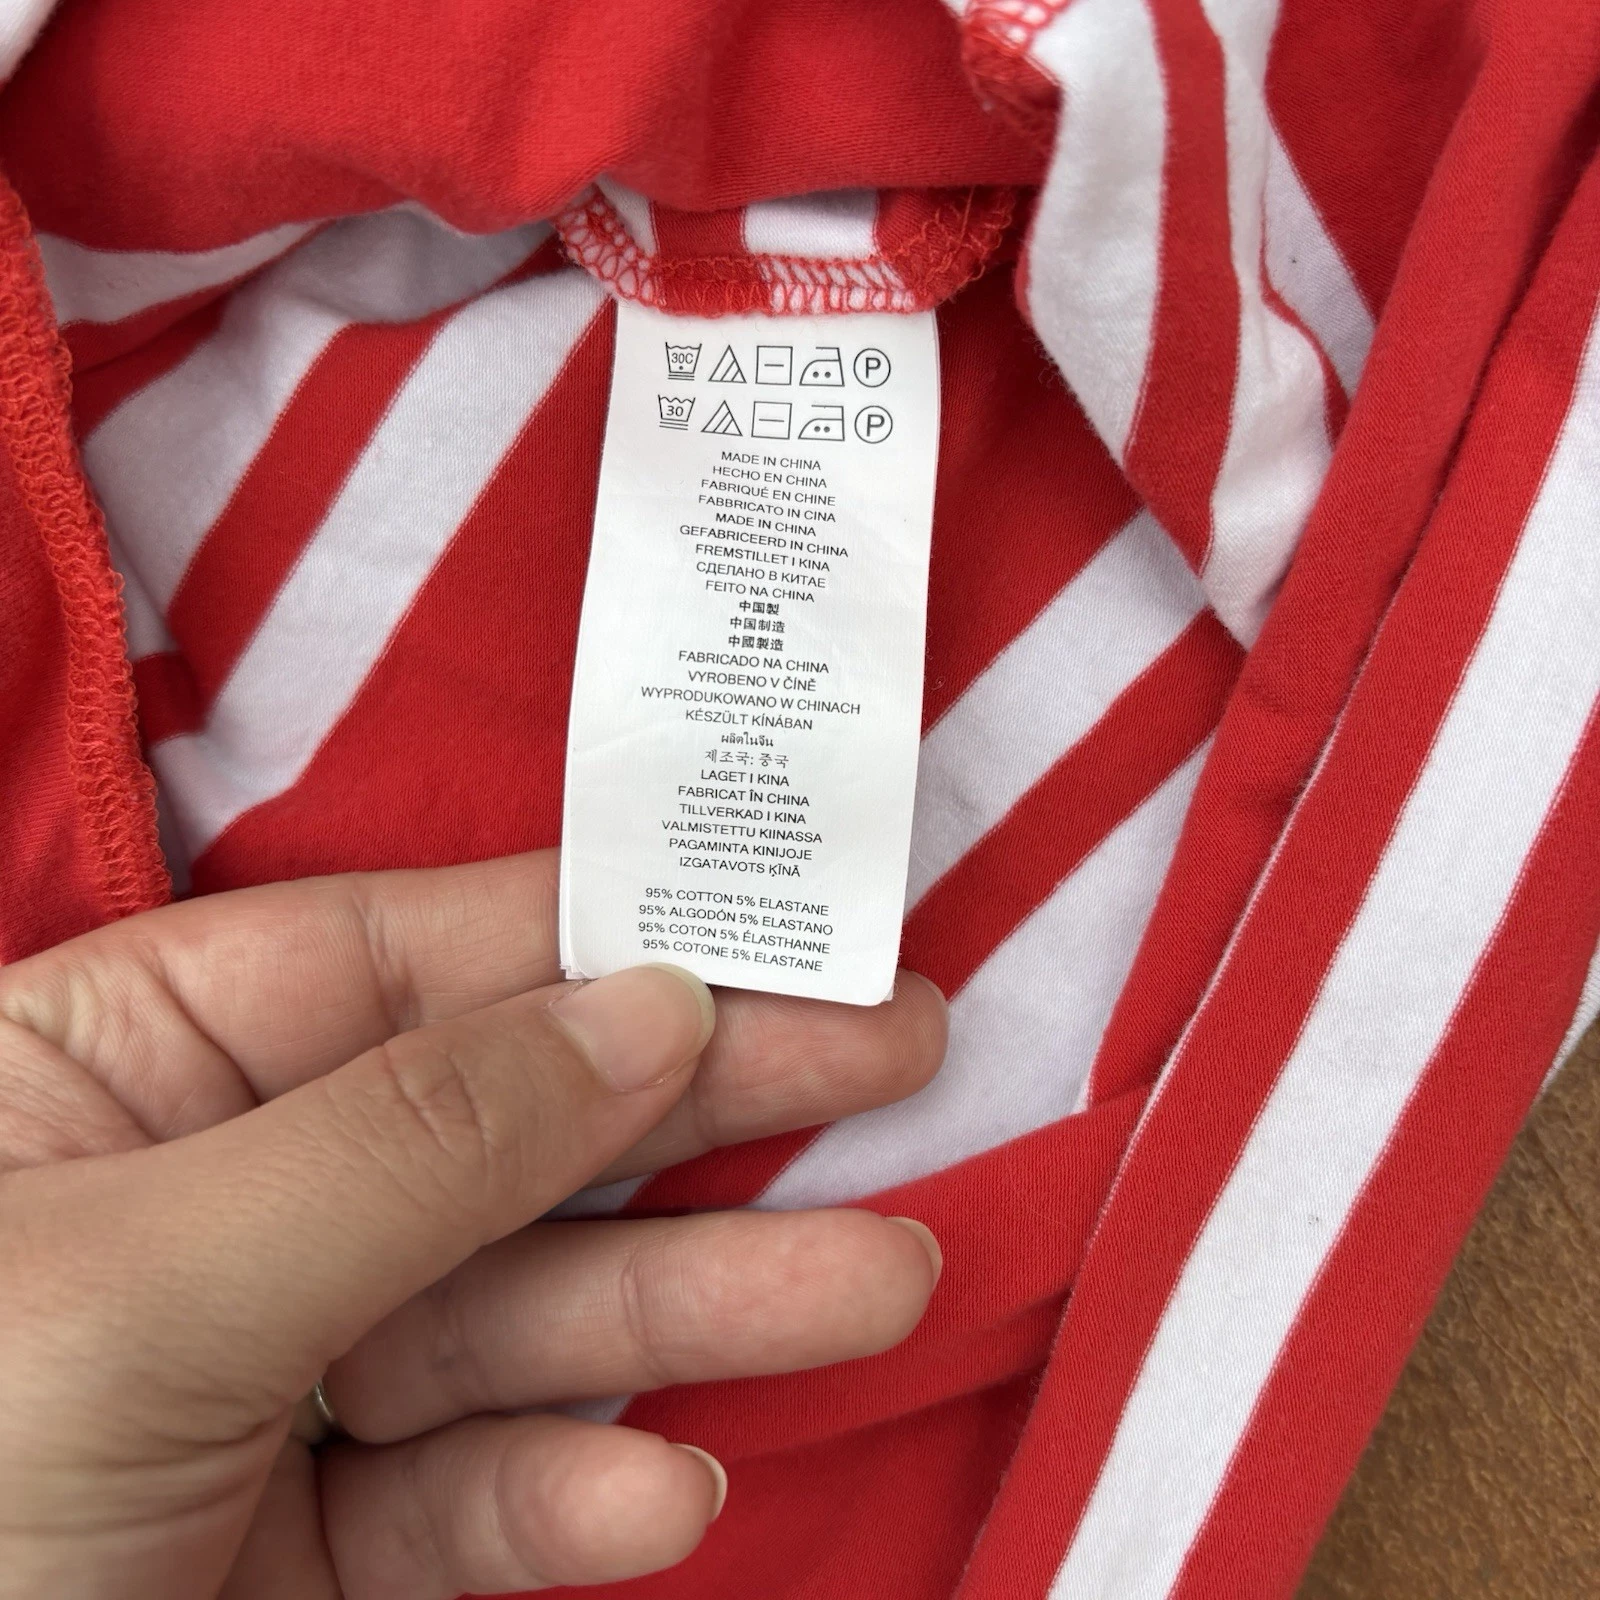 30C P
30 P
MADE IN CHINA
HECHO EN CHINA
FABRIQUÉ EN CHINE
FABBRICATO IN CINA
MADE IN CHINA
GEFABRICEERD IN CHINA
FREMSTILLET I KINA
СДЕЛАНО В КИТАЕ
FEITO NA CHINA
中国製
中国制造
中國製造
FABRICADO NA CHINA
VYROBENO V ČÍNĚ
WYPRODUKOWANO W CHINACH
KÉSZÜLT KÍNÁBAN
ผลิตในจีน
제조국: 중국
LAGET I KINA
FABRICAT ÎN CHINA
TILLVERKAD I KINA
VALMISTETTU KIINASSA
PAGAMINTA KINIJOJE
IZGATAVOTS ĶĪNĀ
95% COTTON 5% ELASTANE
95% ALGODÓN 5% ELASTANO
95% COTON 5% ÉLASTHANNE
95% COTONE 5% ELASTANE